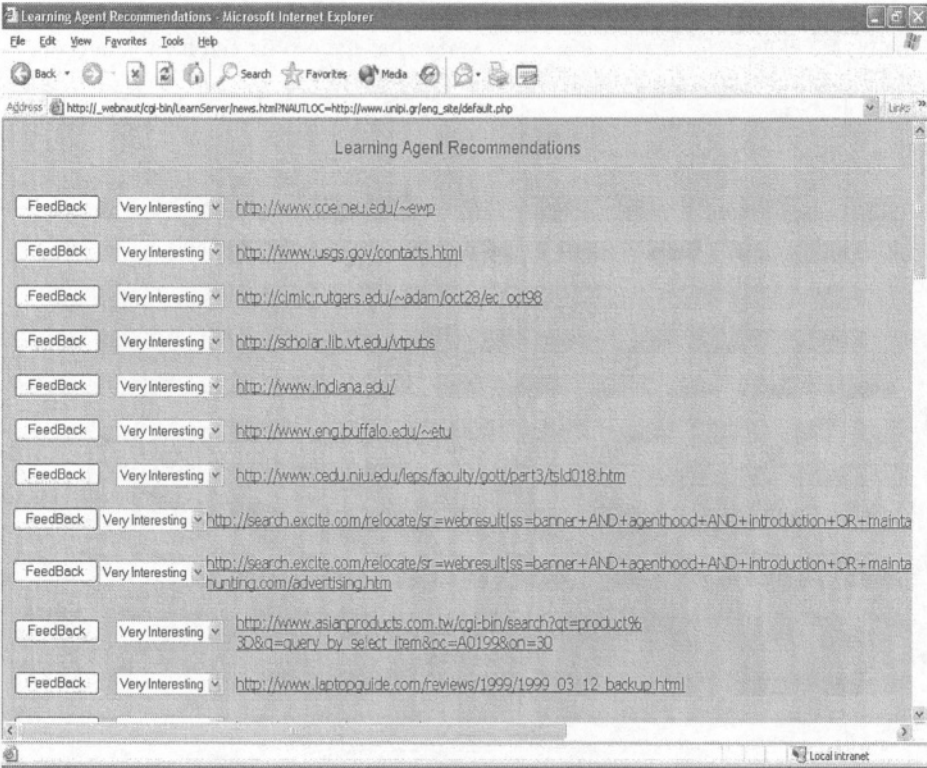 Learning Agent Recommendations - Microsoft Internet Explorer
File Edit View Favorites Tools Help
Back Search Favorites Media
Address http://_webnaut/cgi-bin/LearnServer/news.html?NAUTLOC=http://www.unipi.gr/eng_site/default.php Links »
Learning Agent Recommendations
FeedBack Very Interesting http://www.coe.neu.edu/~ewp
FeedBack Very Interesting http://www.usgs.gov/contacts.html
FeedBack Very Interesting http://cimic.rutgers.edu/~adam/oct28/ec_oct98
FeedBack Very Interesting http://scholar.lib.vt.edu/vtpubs
FeedBack Very Interesting http://www.indiana.edu/
FeedBack Very Interesting http://www.eng.buffalo.edu/~etu
FeedBack Very Interesting http://www.cedu.niu.edu/leps/faculty/gott/part3/tsld018.htm
FeedBack Very Interesting http://search.excite.com/relocate/sr=webresult|ss=banner+AND+agenthood+AND+introduction+OR+mainta
FeedBack Very Interesting http://search.excite.com/relocate/sr=webresult|ss=banner+AND+agenthood+AND+introduction+OR+mainta
hunting.com/advertising.htm
FeedBack Very Interesting http://www.asianproducts.com.tw/cgi-bin/search?qt=product%
3D&q=query_by_select_item&pc=A0199&on=30
FeedBack Very Interesting http://www.laptopguide.com/reviews/1999/1999_03_12_backup.html
Local intranet